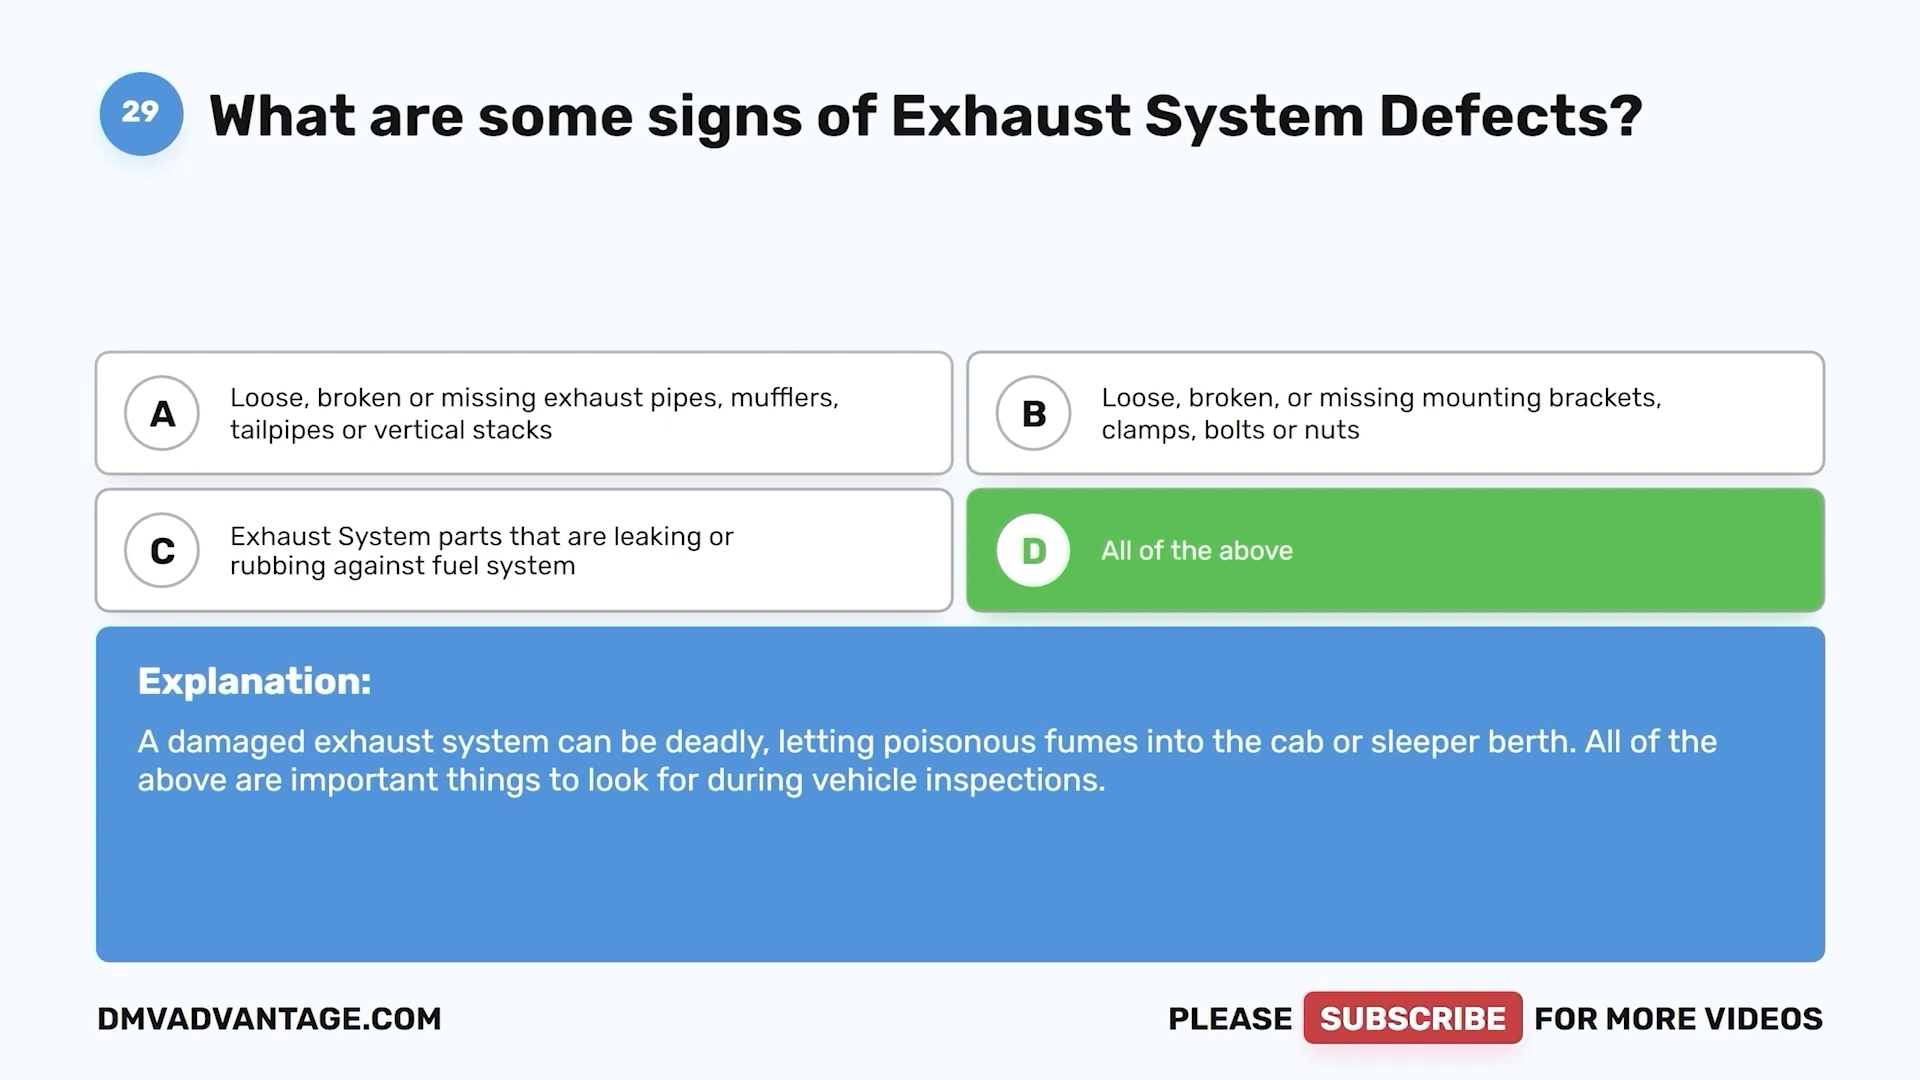 29
What are some signs of Exhaust System Defects?
A
Loose, broken or missing exhaust pipes, mufflers,
tailpipes or vertical stacks
B
Loose, broken, or missing mounting brackets,
clamps, bolts or nuts
C
Exhaust System parts that are leaking or
rubbing against fuel system
D
All of the above
Explanation:
A damaged exhaust system can be deadly, letting poisonous fumes into the cab or sleeper berth. All of the
above are important things to look for during vehicle inspections.
DMVADVANTAGE.COM
PLEASE SUBSCRIBE FOR MORE VIDEOS